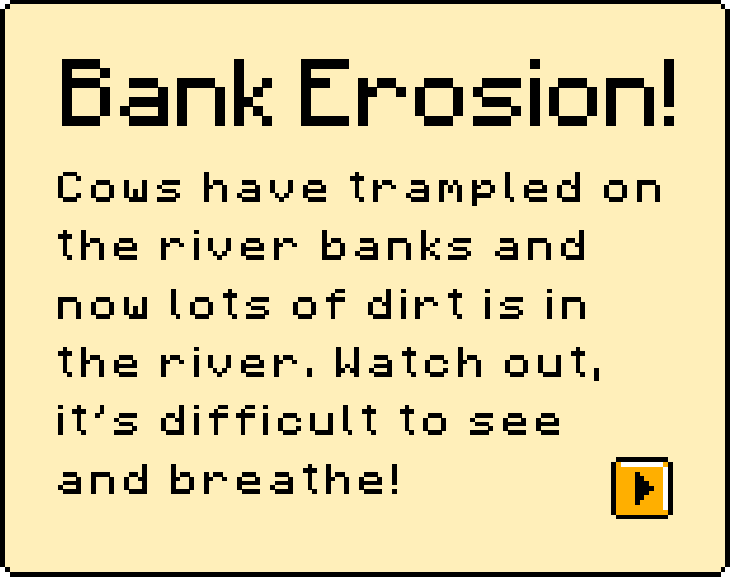 Bank Erosion!
Cows have trampled on
the river banks and
now lots of dirt is in
the river. Watch out,
it's difficult to see
and breathe!